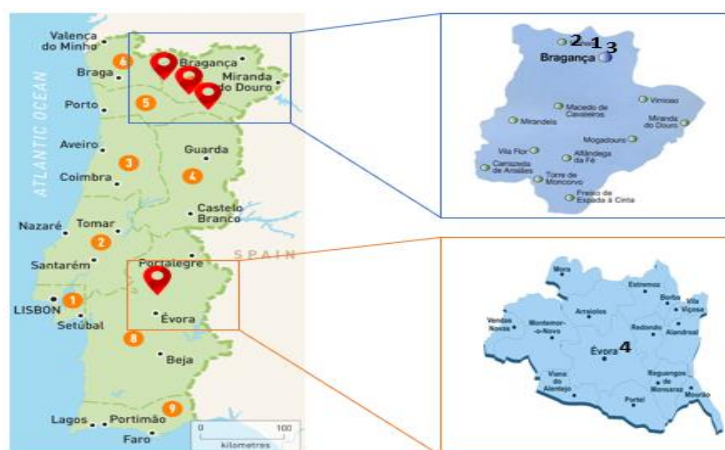 Valença
do Minho
6
Bragança
Braga
Miranda
do Douro
Porto
5
ATLANTIC OCEAN
Aveiro
3
Guarda
4
Coimbra
Castelo
Branco
Nazaré
Tomar
2
SPAIN
Santarém
Portalegre
LISBON
1
Setúbal
Évora
8
Beja
9
Lagos
Portimão
Faro
0 100
kilometres
2 1 3
Bragança
Macedo de
Cavaleiros
Vimioso
Mirandela
Miranda
do Douro
Mogadouro
Vila Flor
Alfândega
da Fé
Carrazeda
de Ansiães
Torre de
Moncorvo
Freixo de
Espada à Cinta
Mora
Estremoz
Borba
Vila
Viçosa
Arraiolos
Vendas
Novas
Montemor-
o-Novo
Redondo
Alandroal
Évora 4
Viana do
Alentejo
Reguengos
de Monsaraz
Mourão
Portel